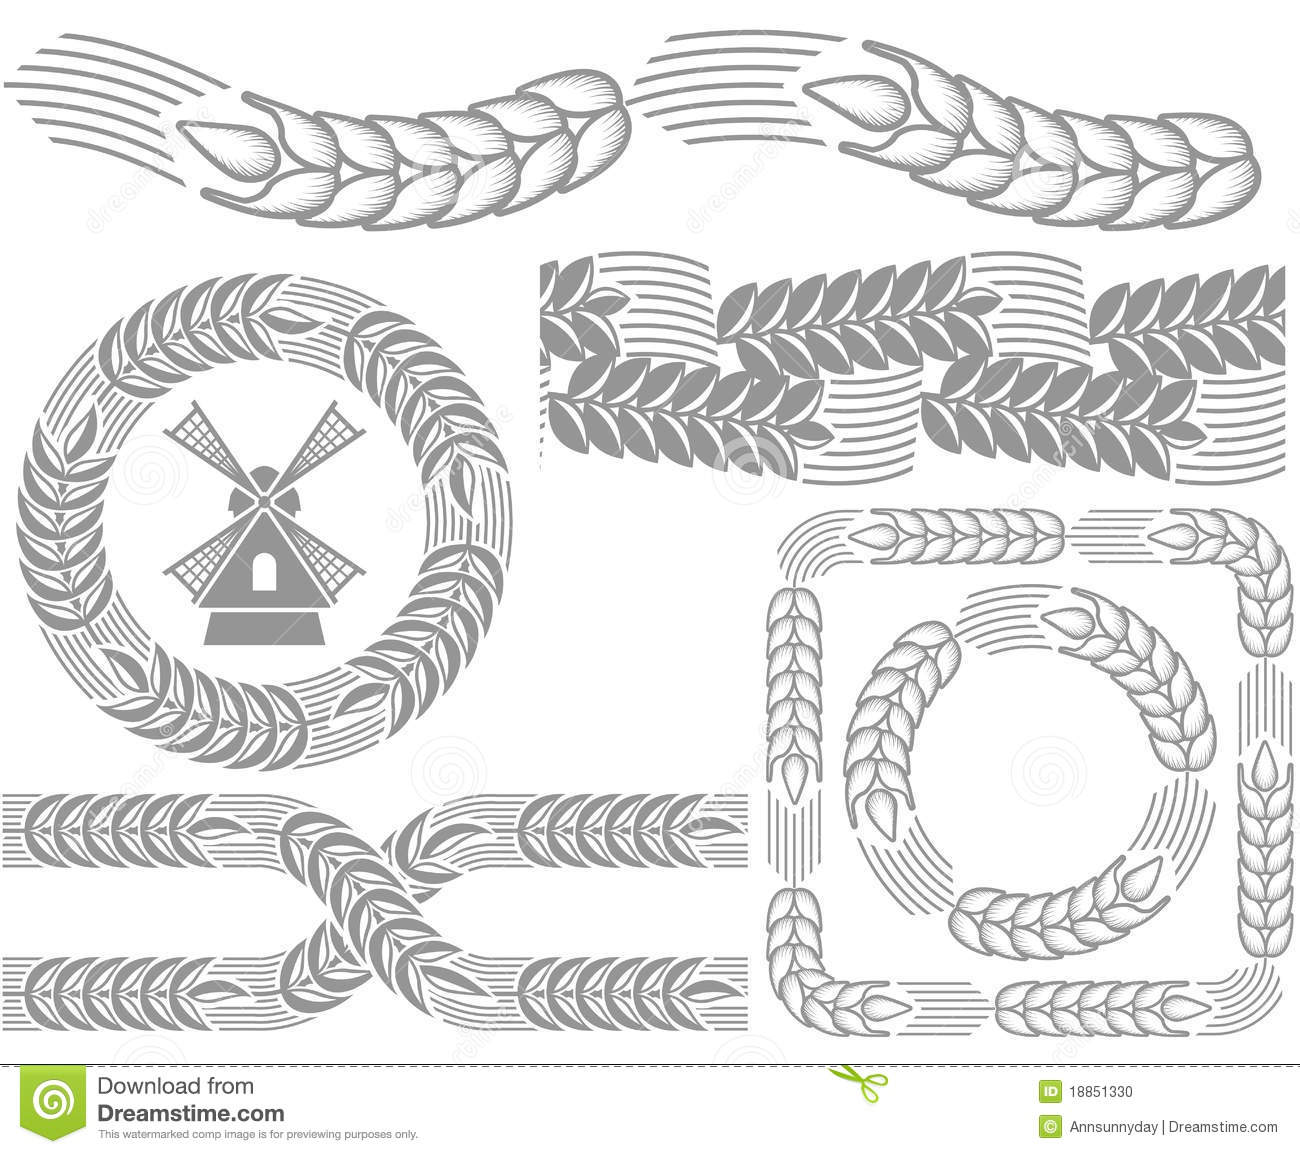 Download from
Dreamstime.com
This watermarked comp image is for previewing purposes only.
ID 18851330
© Annsunnyday | Dreamstime.com